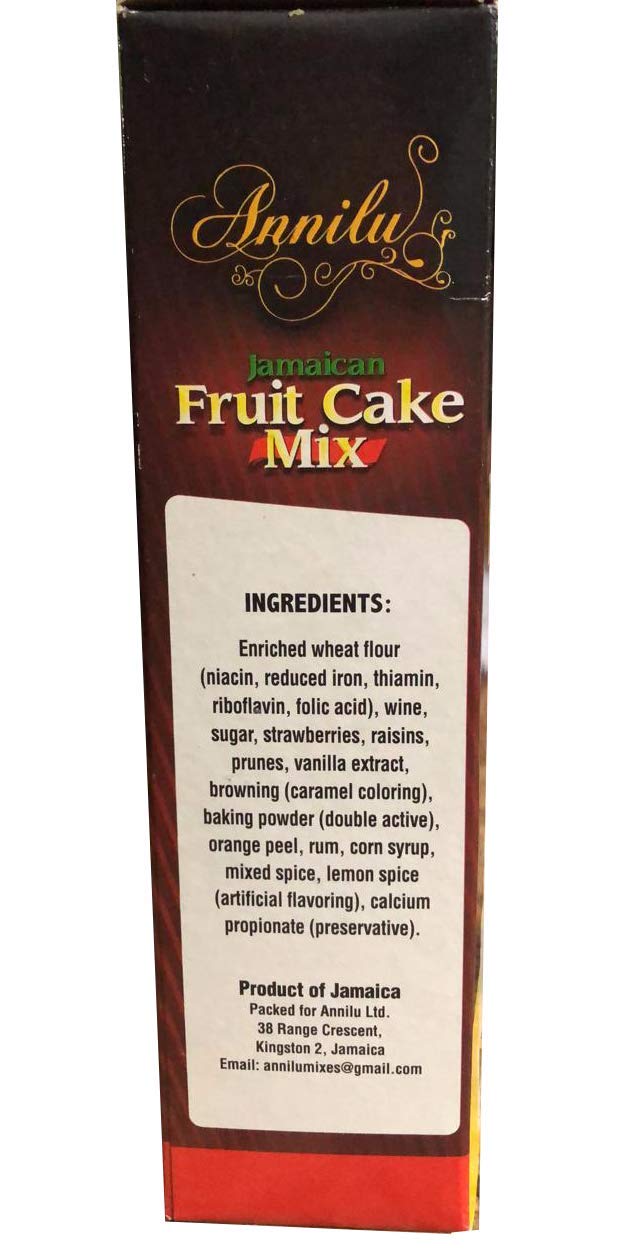 Annilu
Jamaican
Fruit Cake
Mix
INGREDIENTS:
Enriched wheat flour
(niacin, reduced iron, thiamin,
riboflavin, folic acid), wine,
sugar, strawberries, raisins,
prunes, vanilla extract,
browning (caramel coloring),
baking powder (double active),
orange peel, rum, corn syrup,
mixed spice, lemon spice
(artificial flavoring), calcium
propionate (preservative).
Product of Jamaica
Packed for Annilu Ltd.
38 Range Crescent,
Kingston 2, Jamaica
Email: annilumixes@gmail.com